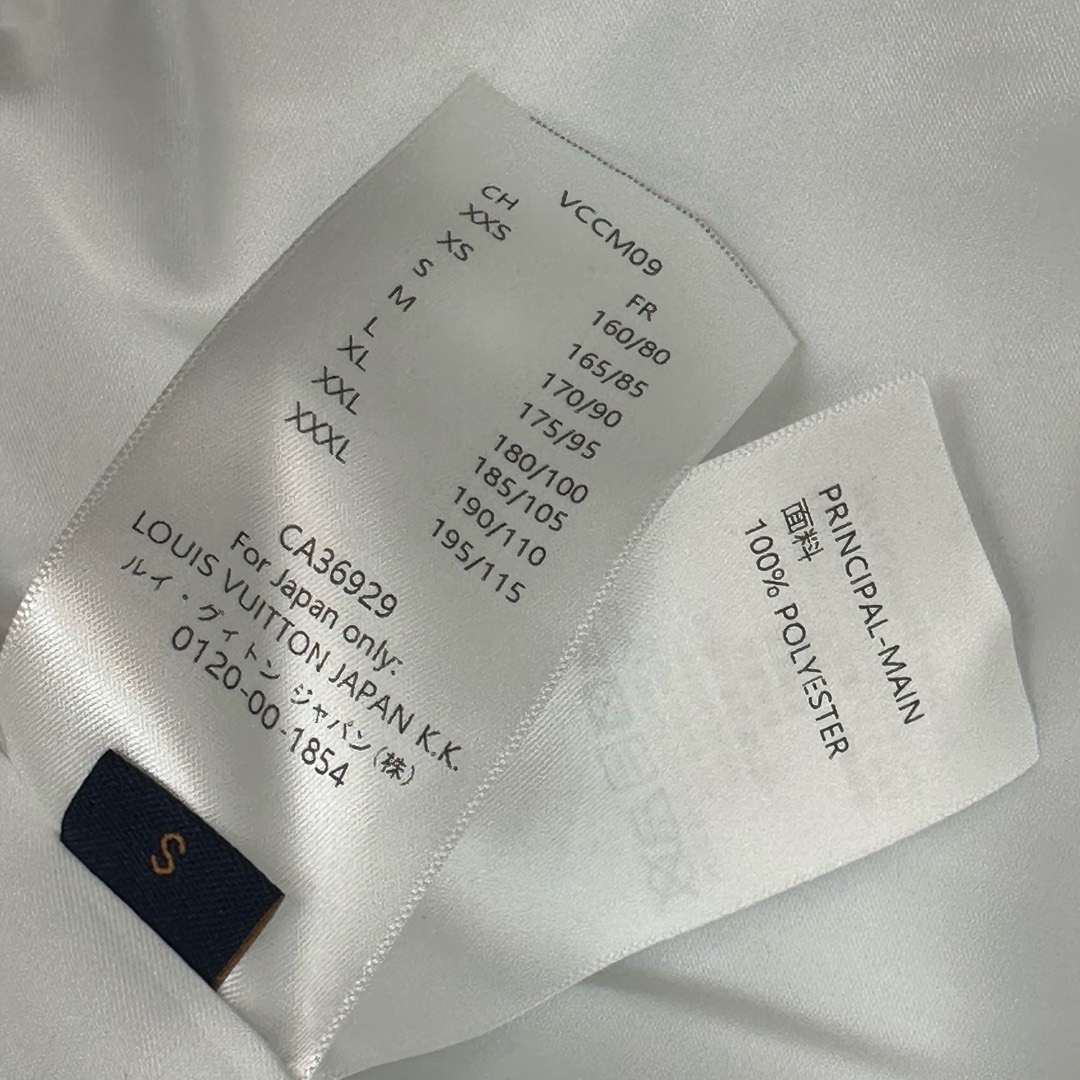 VCCM09
CH FR
XXS 160/80
XS 165/85
S 170/90
M 175/95
L 180/100
XL 185/105
XXL 190/110
XXXL 195/115
CA36929
For Japan only:
LOUIS VUITTON JAPAN K.K.
ルイ・ヴィトン ジャパン(株)
0120-00-1854
S
PRINCIPAL-MAIN
面料
100% POLYESTER